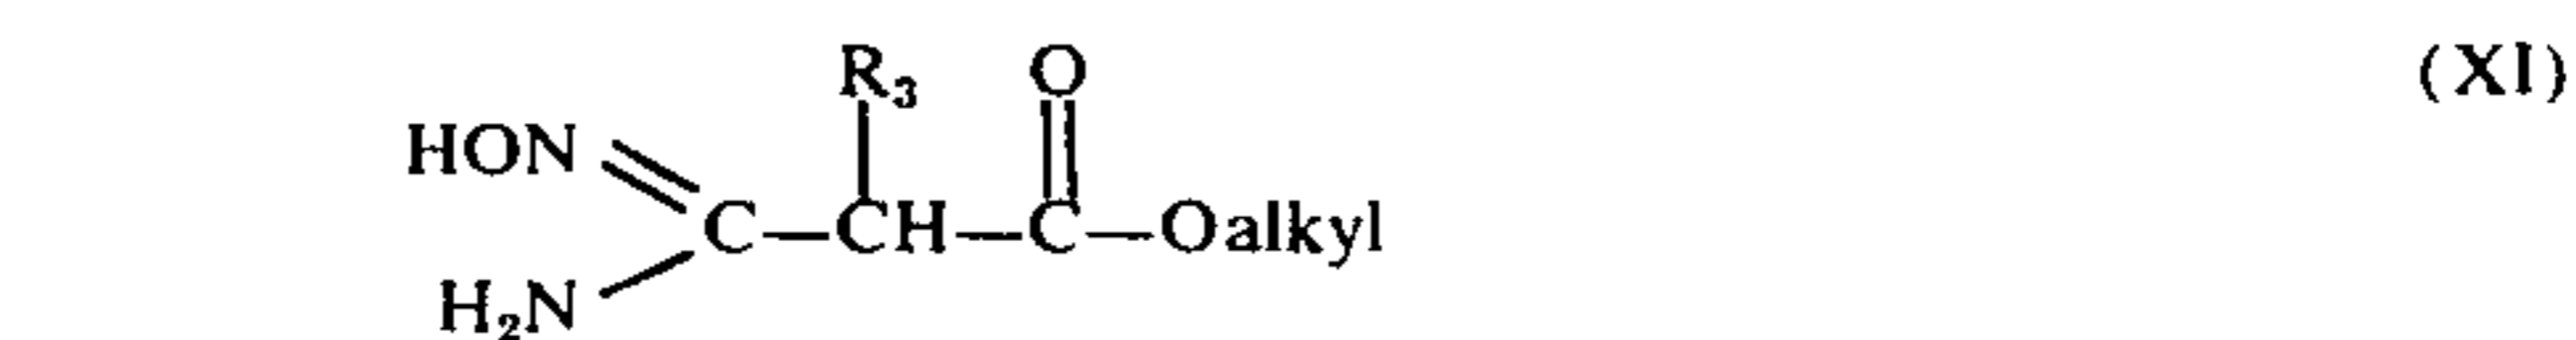 R₃ O (XI)
HON
C—CH—C—Oalkyl
H₂N